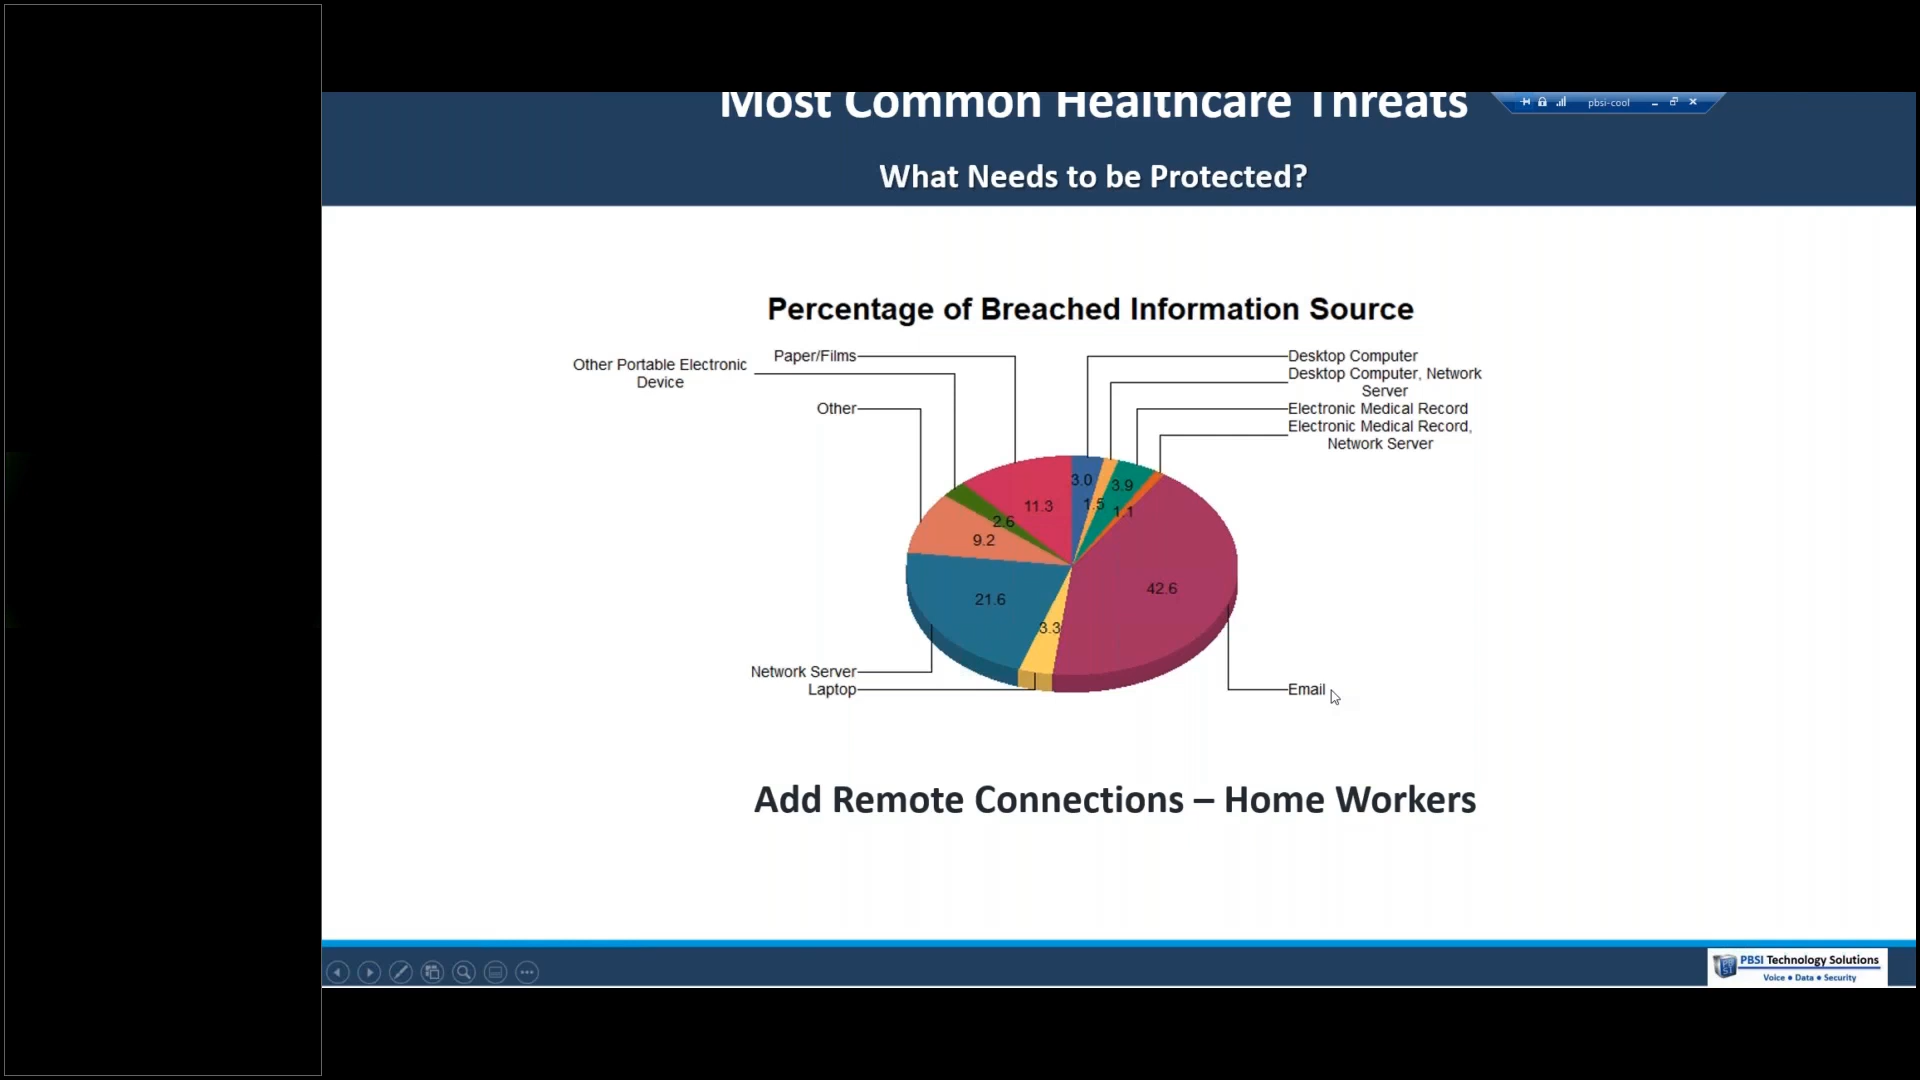 Most Common Healthcare Threats
pbsi-cool
What Needs to be Protected?
Percentage of Breached Information Source
Paper/Films
Other Portable Electronic
Device
Other
Desktop Computer
Desktop Computer, Network
Server
Electronic Medical Record
Electronic Medical Record,
Network Server
3.0
1.5
3.9
1.1
11.3
2.6
9.2
42.6
21.6
3.3
Network Server
Laptop
Email
Add Remote Connections – Home Workers
PBSI Technology Solutions
Voice ● Data ● Security